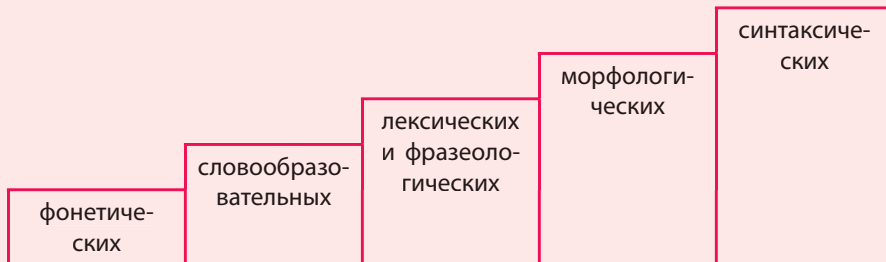 фонетиче-
ских
словообразо-
вательных
лексических
и фразеоло-
гических
морфологи-
ческих
синтаксиче-
ских